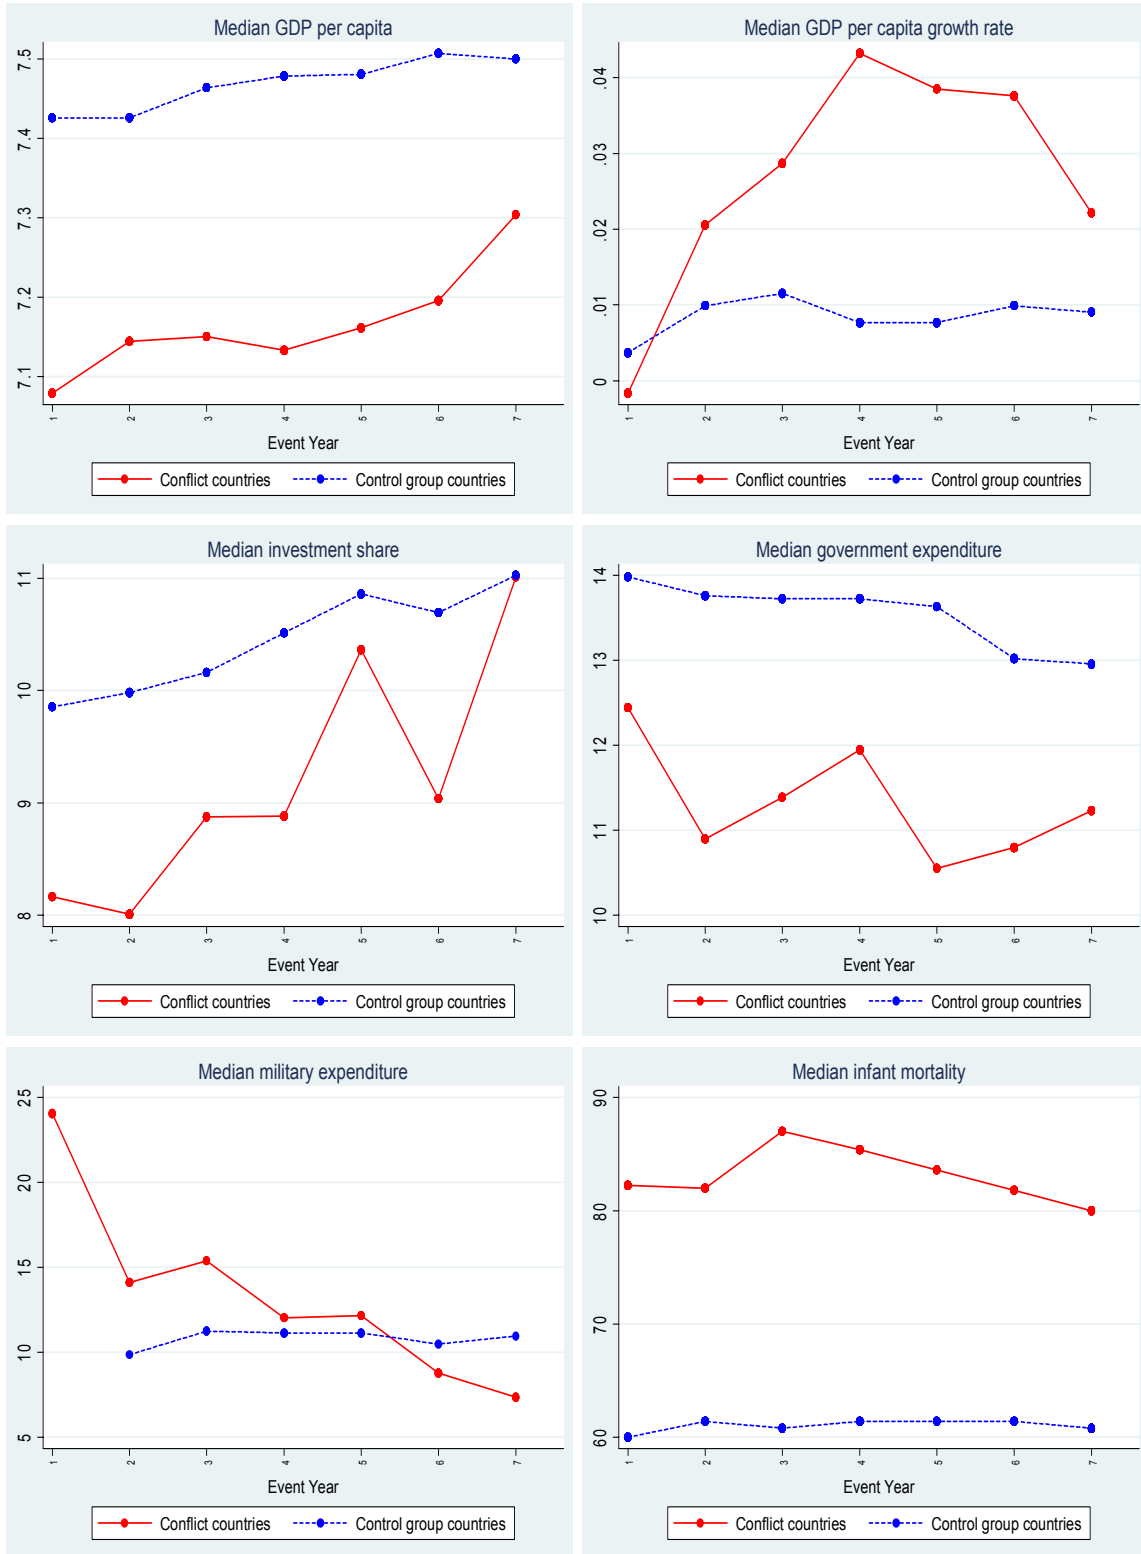 Median GDP per capita
7.5
7.4
7.3
7.2
7.1
1 2 3 4 5 6 7
Event Year
Conflict countries Control group countries
Median GDP per capita growth rate
.04
.03
.02
.01
0
1 2 3 4 5 6 7
Event Year
Conflict countries Control group countries
Median investment share
11
10
9
8
1 2 3 4 5 6 7
Event Year
Conflict countries Control group countries
Median government expenditure
14
13
12
11
10
1 2 3 4 5 6 7
Event Year
Conflict countries Control group countries
Median military expenditure
25
20
15
10
5
1 2 3 4 5 6 7
Event Year
Conflict countries Control group countries
Median infant mortality
90
80
70
60
1 2 3 4 5 6 7
Event Year
Conflict countries Control group countries